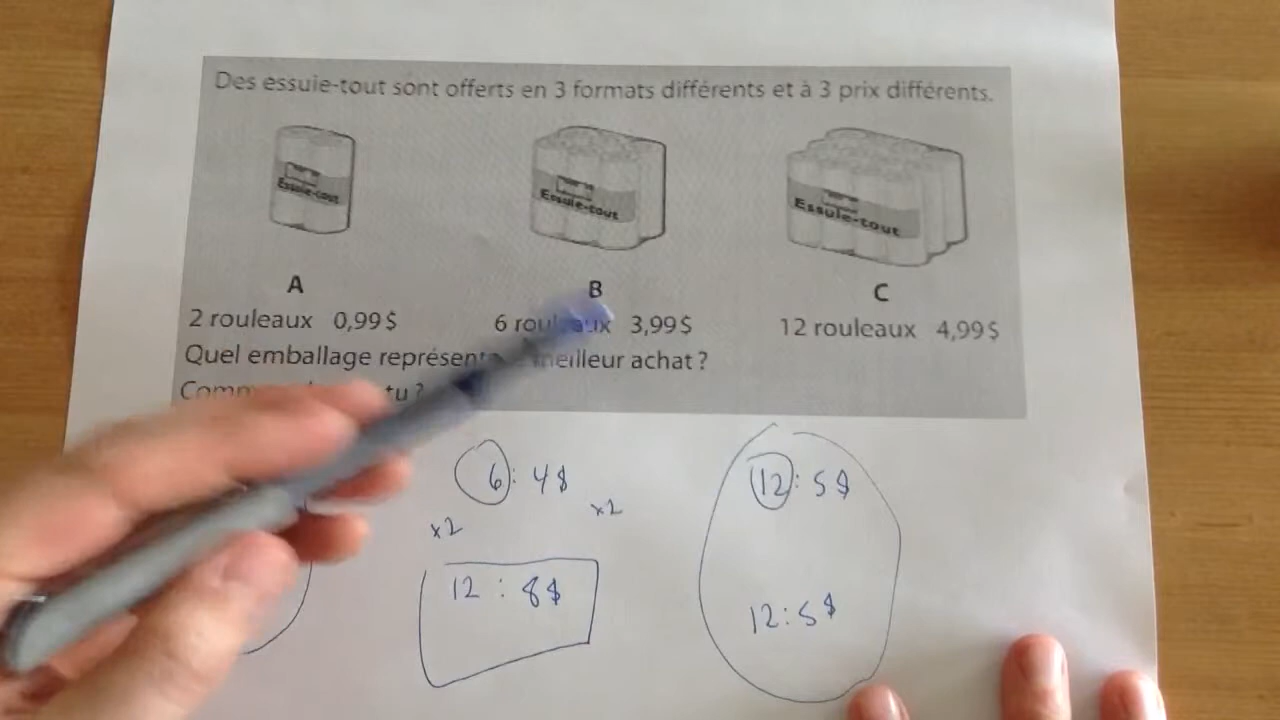 Des essuie-tout sont offerts en 3 formats différents et à 3 prix différents.
Essuie-tout
Essuie-tout
Essuie-tout
A B C
2 rouleaux 0,99 $ 6 rouleaux 3,99 $ 12 rouleaux 4,99 $
Quel emballage représente meilleur achat ?
tu ?
6 : 4 $ 12 : 5 $
x2 x2
12 : 8 $ 12 : 5 $